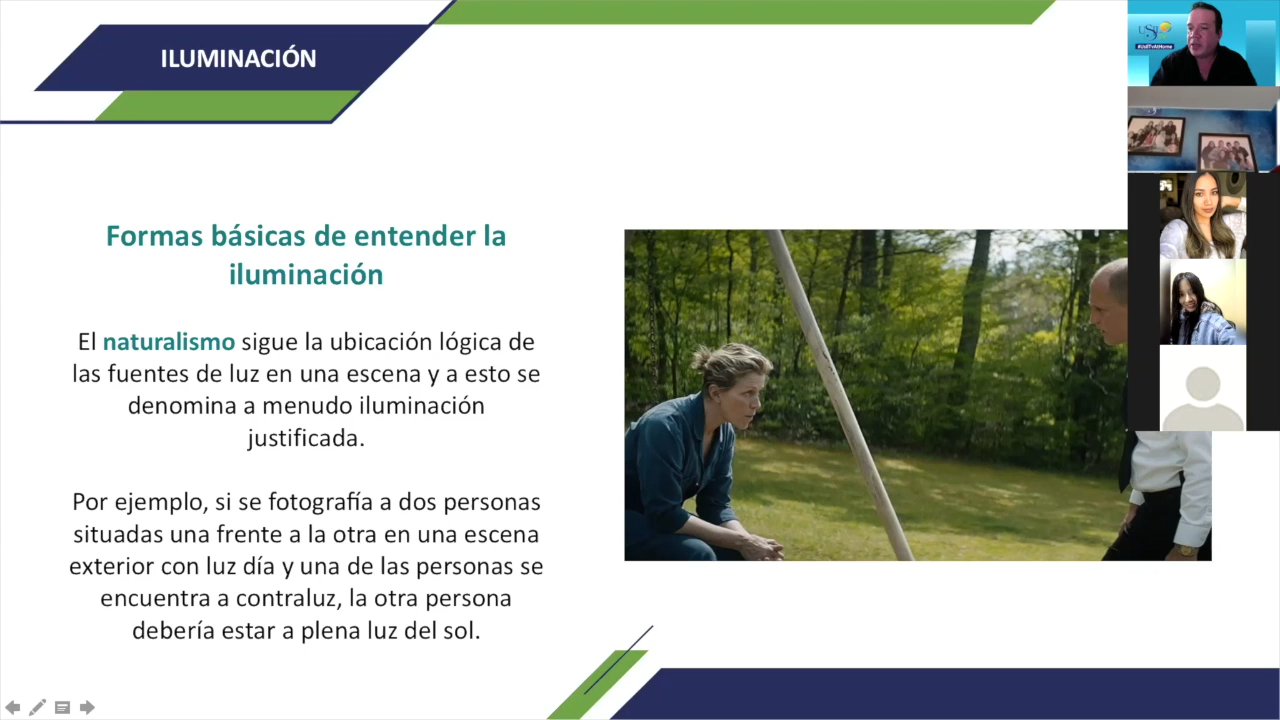 ILUMINACIÓN
Formas básicas de entender la
iluminación
El naturalismo sigue la ubicación lógica de
las fuentes de luz en una escena y a esto se
denomina a menudo iluminación
justificada.
Por ejemplo, si se fotografía a dos personas
situadas una frente a la otra en una escena
exterior con luz día y una de las personas se
encuentra a contraluz, la otra persona
debería estar a plena luz del sol.
#UsilTvAtHome